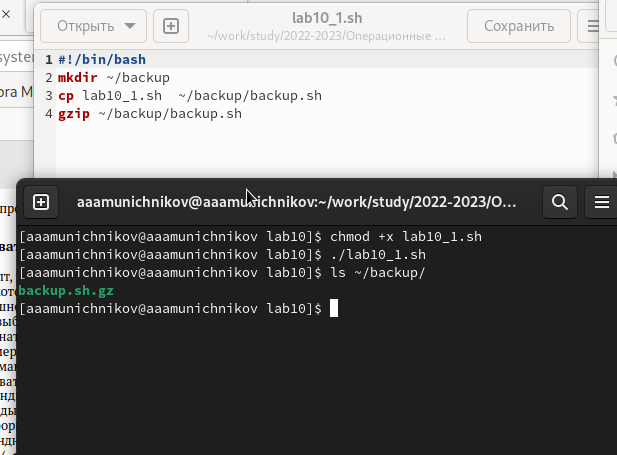 Открыть
lab10_1.sh
~/work/study/2022-2023/Операционные ...
Сохранить
1 #!/bin/bash
2 mkdir ~/backup
3 cp lab10_1.sh  ~/backup/backup.sh
4 gzip ~/backup/backup.sh
aaamunichnikov@aaamunichnikov:~/work/study/2022-2023/О...
[aaamunichnikov@aaamunichnikov lab10]$ chmod +x lab10_1.sh
[aaamunichnikov@aaamunichnikov lab10]$ ./lab10_1.sh
[aaamunichnikov@aaamunichnikov lab10]$ ls ~/backup/
backup.sh.gz
[aaamunichnikov@aaamunichnikov lab10]$